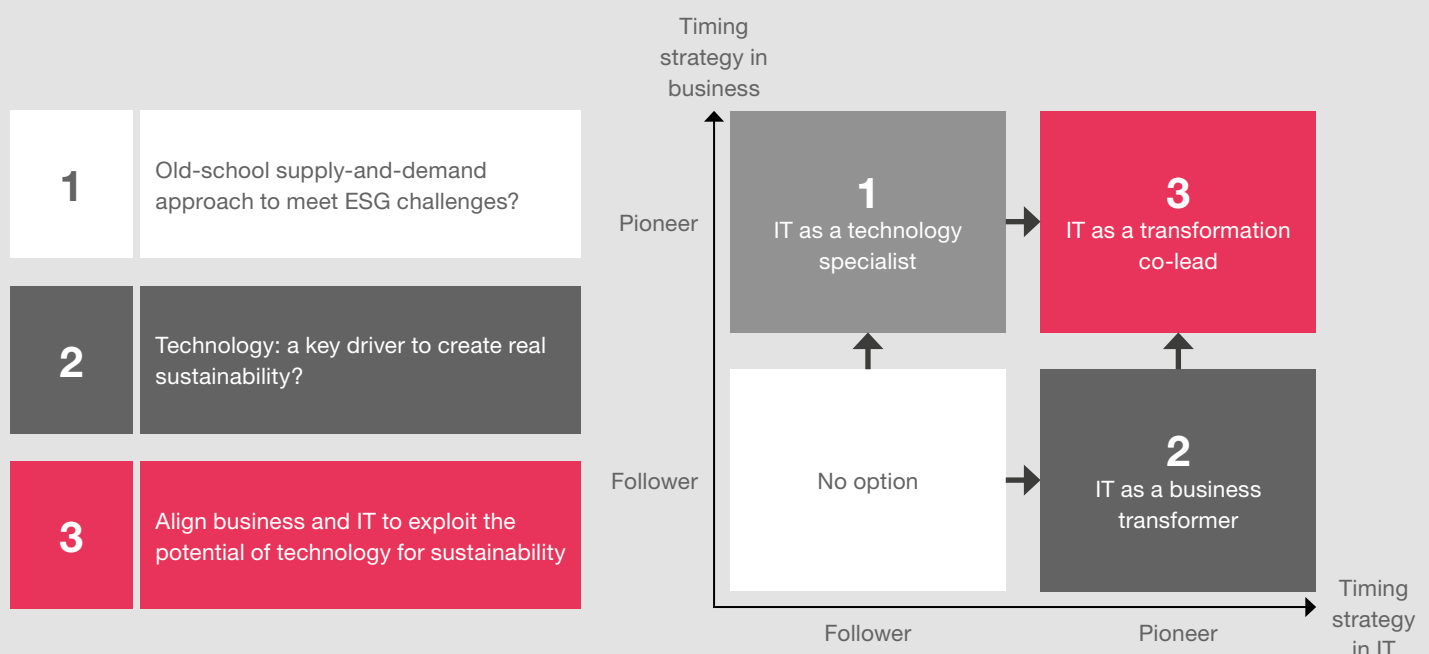 1
Old-school supply-and-demand
approach to meet ESG challenges?
2
Technology: a key driver to create real
sustainability?
3
Align business and IT to exploit the
potential of technology for sustainability
Timing
strategy in
business
Pioneer
Follower
1
IT as a technology
specialist
3
IT as a transformation
co-lead
No option
2
IT as a business
transformer
Follower
Pioneer
Timing
strategy
in IT